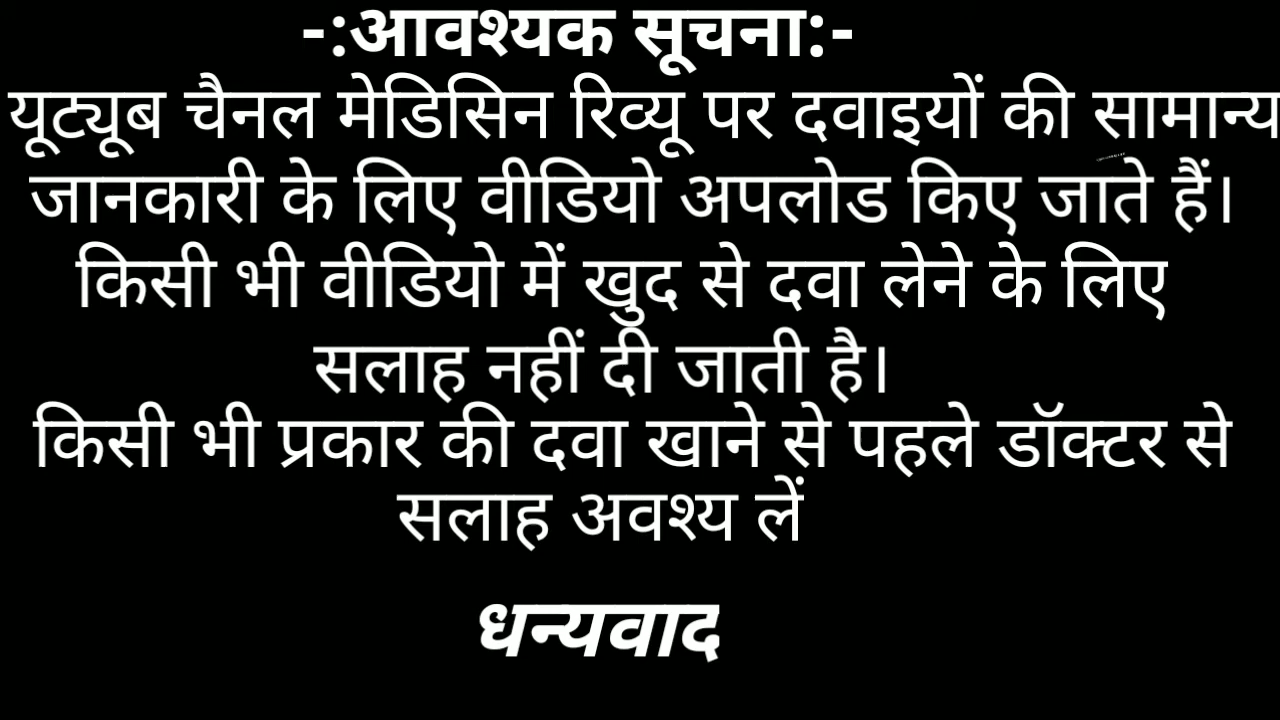 -:आवश्यक सूचना:-
यूट्यूब चैनल मेडिसिन रिव्यू पर दवाइयों की सामान्य
जानकारी के लिए वीडियो अपलोड किए जाते हैं।
किसी भी वीडियो में खुद से दवा लेने के लिए
सलाह नहीं दी जाती है।
किसी भी प्रकार की दवा खाने से पहले डॉक्टर से
सलाह अवश्य लें
धन्यवाद